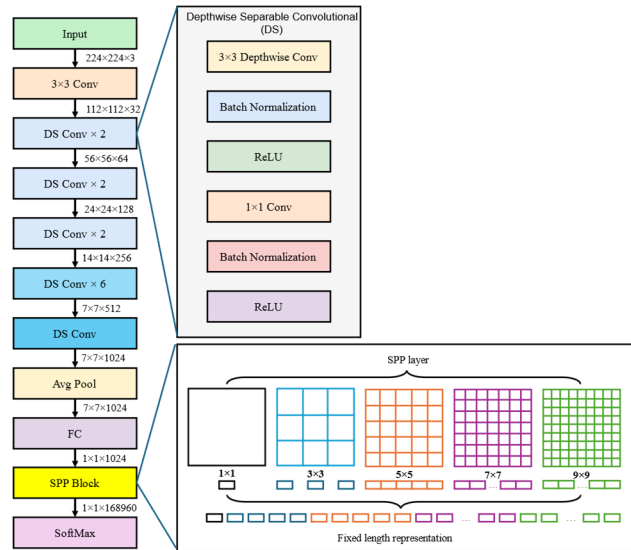 Input
224×224×3
3×3 Conv
112×112×32
DS Conv × 2
56×56×64
DS Conv × 2
24×24×128
DS Conv × 2
14×14×256
DS Conv × 6
7×7×512
DS Conv
7×7×1024
Avg Pool
7×7×1024
FC
1×1×1024
SPP Block
1×1×168960
SoftMax
Depthwise Separable Convolutional
(DS)
3×3 Depthwise Conv
Batch Normalization
ReLU
1×1 Conv
Batch Normalization
ReLU
SPP layer
1×1
3×3
5×5
7×7
9×9
Fixed length representation